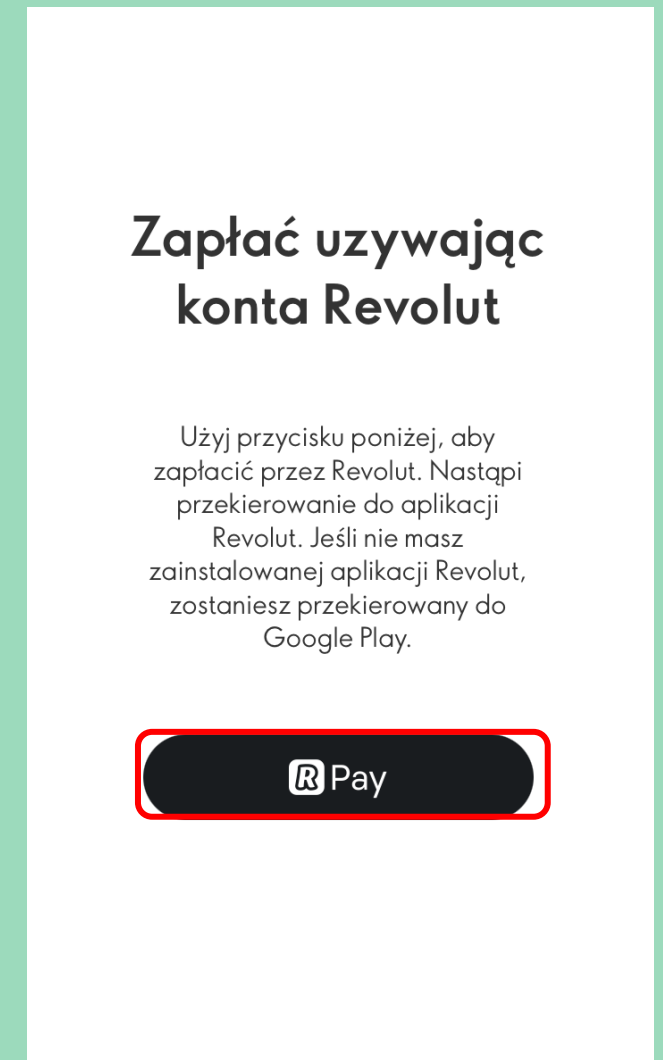 Zapłać uzywając
konta Revolut
Użyj przycisku poniżej, aby
zapłacić przez Revolut. Nastąpi
przekierowanie do aplikacji
Revolut. Jeśli nie masz
zainstalowanej aplikacji Revolut,
zostaniesz przekierowany do
Google Play.
R Pay